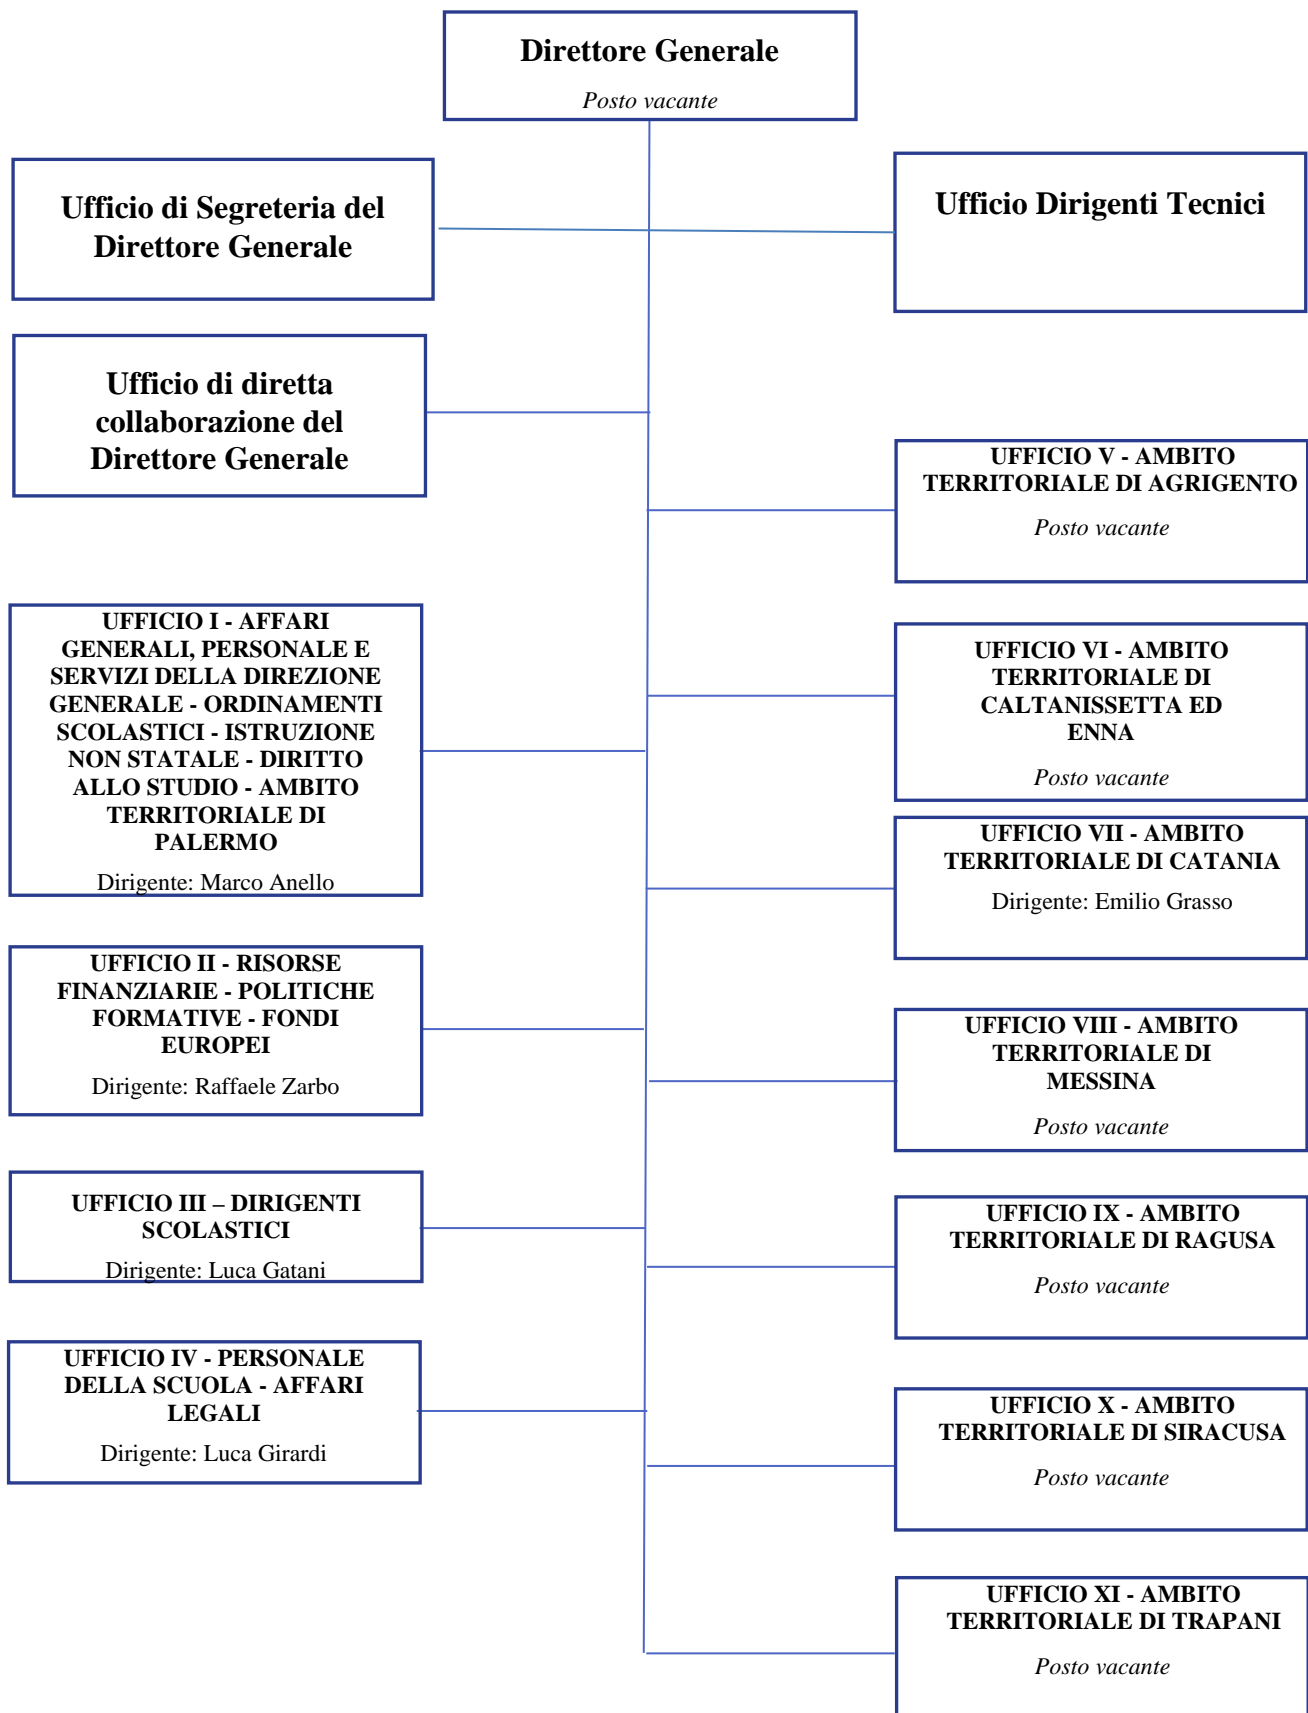 Direttore Generale
Posto vacante
Ufficio di Segreteria del
Direttore Generale
Ufficio Dirigenti Tecnici
Ufficio di diretta
collaborazione del
Direttore Generale
UFFICIO I - AFFARI
GENERALI, PERSONALE E
SERVIZI DELLA DIREZIONE
GENERALE - ORDINAMENTI
SCOLASTICI - ISTRUZIONE
NON STATALE - DIRITTO
ALLO STUDIO - AMBITO
TERRITORIALE DI
PALERMO
Dirigente: Marco Anello
UFFICIO II - RISORSE
FINANZIARIE - POLITICHE
FORMATIVE - FONDI
EUROPEI
Dirigente: Raffaele Zarbo
UFFICIO III – DIRIGENTI
SCOLASTICI
Dirigente: Luca Gatani
UFFICIO IV - PERSONALE
DELLA SCUOLA - AFFARI
LEGALI
Dirigente: Luca Girardi
UFFICIO V - AMBITO
TERRITORIALE DI AGRIGENTO
Posto vacante
UFFICIO VI - AMBITO
TERRITORIALE DI
CALTANISSETTA ED
ENNA
Posto vacante
UFFICIO VII - AMBITO
TERRITORIALE DI CATANIA
Dirigente: Emilio Grasso
UFFICIO VIII - AMBITO
TERRITORIALE DI
MESSINA
Posto vacante
UFFICIO IX - AMBITO
TERRITORIALE DI RAGUSA
Posto vacante
UFFICIO X - AMBITO
TERRITORIALE DI SIRACUSA
Posto vacante
UFFICIO XI - AMBITO
TERRITORIALE DI TRAPANI
Posto vacante